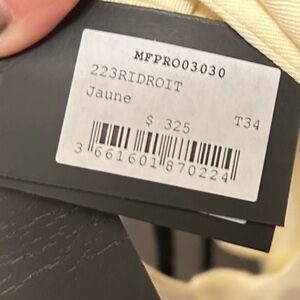 MFPRO03030
223RIDROIT
Jaune
$ 325 T34
3 661601 870224